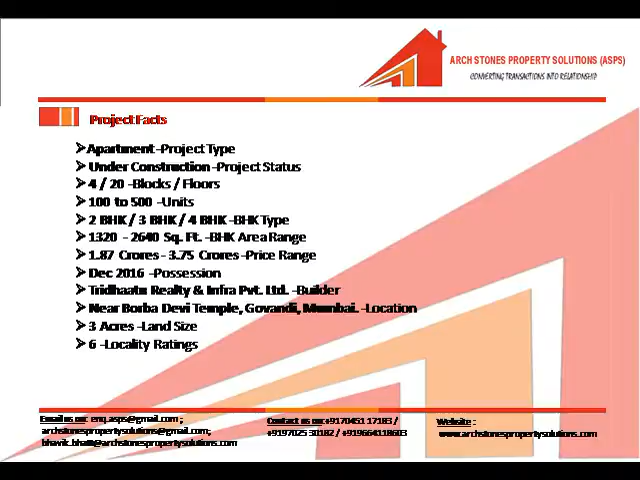 ARCH STONES PROPERTY SOLUTIONS (ASPS)
CONVERTING TRANSACTIONS INTO RELATIONSHIP
Project Facts
Apartment -Project Type
Under Construction -Project Status
4 / 20 -Blocks / Floors
100 to 500 -Units
2 BHK / 3 BHK / 4 BHK -BHK Type
1320 - 2640 Sq. Ft. -BHK Area Range
1.87 Crores - 3.75 Crores -Price Range
Dec 2016 -Possession
Tridhaatu Realty & Infra Pvt. Ltd. -Builder
Near Borba Devi Temple, Govandi, Mumbai. -Location
3 Acres -Land Size
6 -Locality Ratings
Email us on: enq.asps@gmail.com ;
archstonespropertysolutions@gmail.com;
bhavik.bhatt@archstonespropertysolutions.com
Contact us on:+9170451 17183 /
+9197025 30182 / +919664118603
Website :
www.archstonespropertysolutions.com